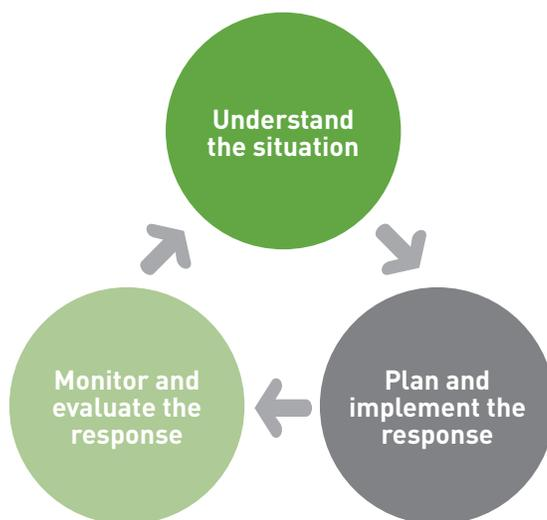 Understand
the situation
Plan and
implement the
response
Monitor and
evaluate the
response